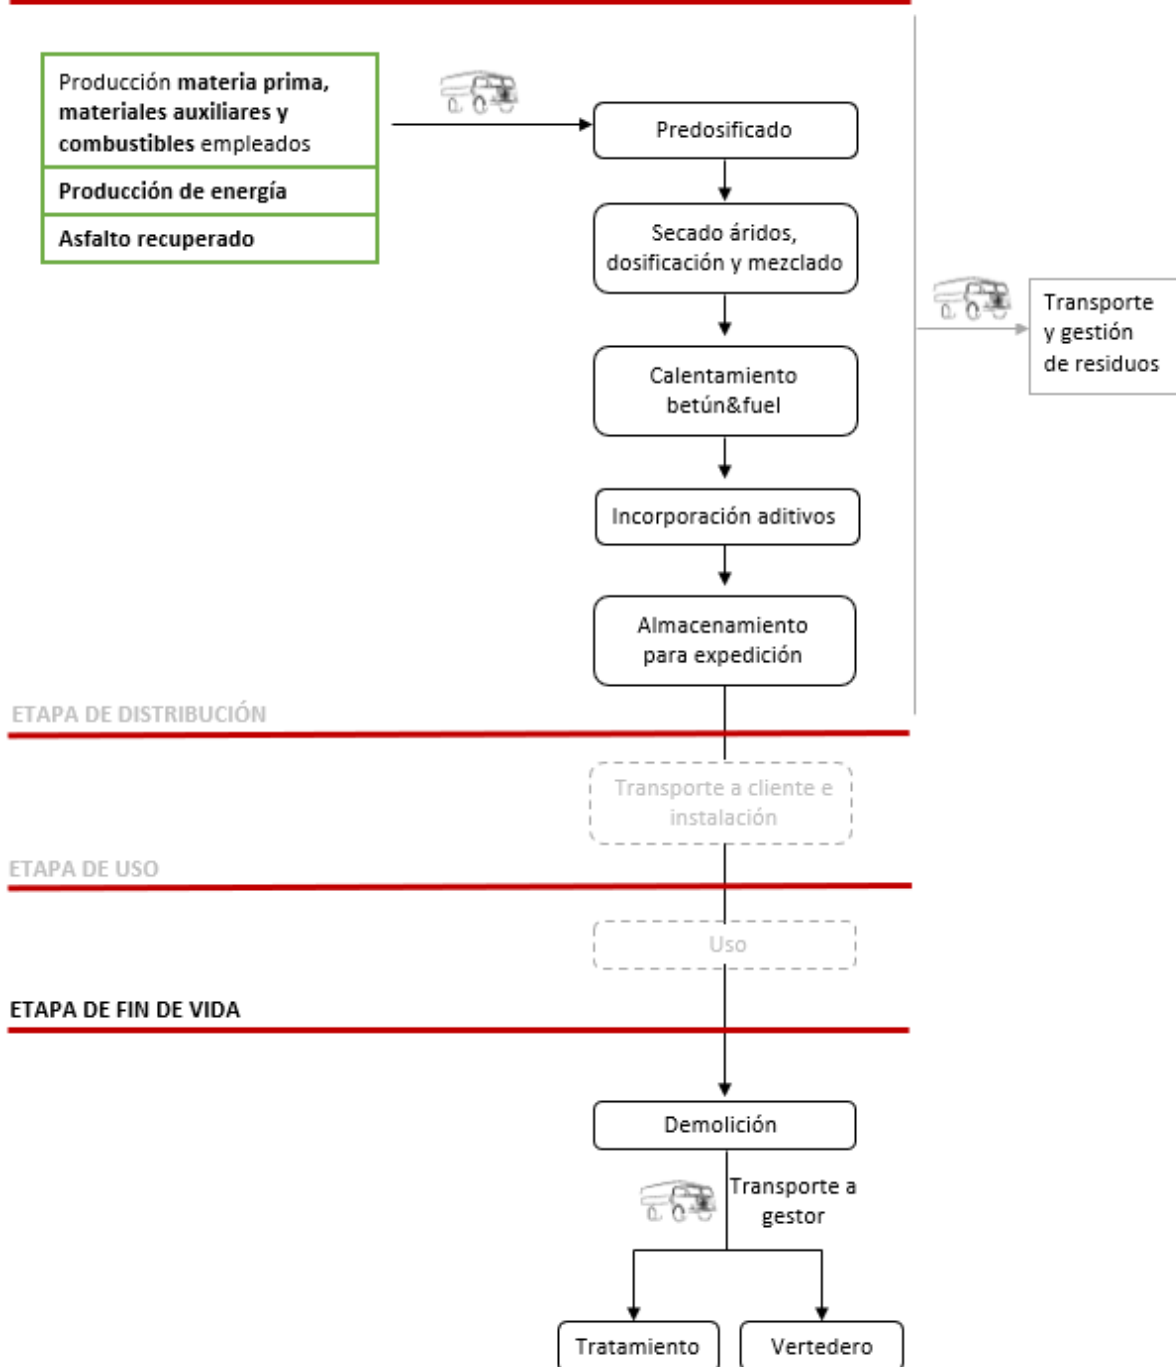 Producción materia prima,
materiales auxiliares y
combustibles empleados
Producción de energía
Asfalto recuperado
Predosificado
Secado áridos,
dosificación y mezclado
Calentamiento
betún&fuel
Incorporación aditivos
Almacenamiento
para expedición
Transporte
y gestión
de residuos
ETAPA DE DISTRIBUCIÓN
Transporte a cliente e
instalación
ETAPA DE USO
Uso
ETAPA DE FIN DE VIDA
Demolición
Transporte a
gestor
Tratamiento
Vertedero